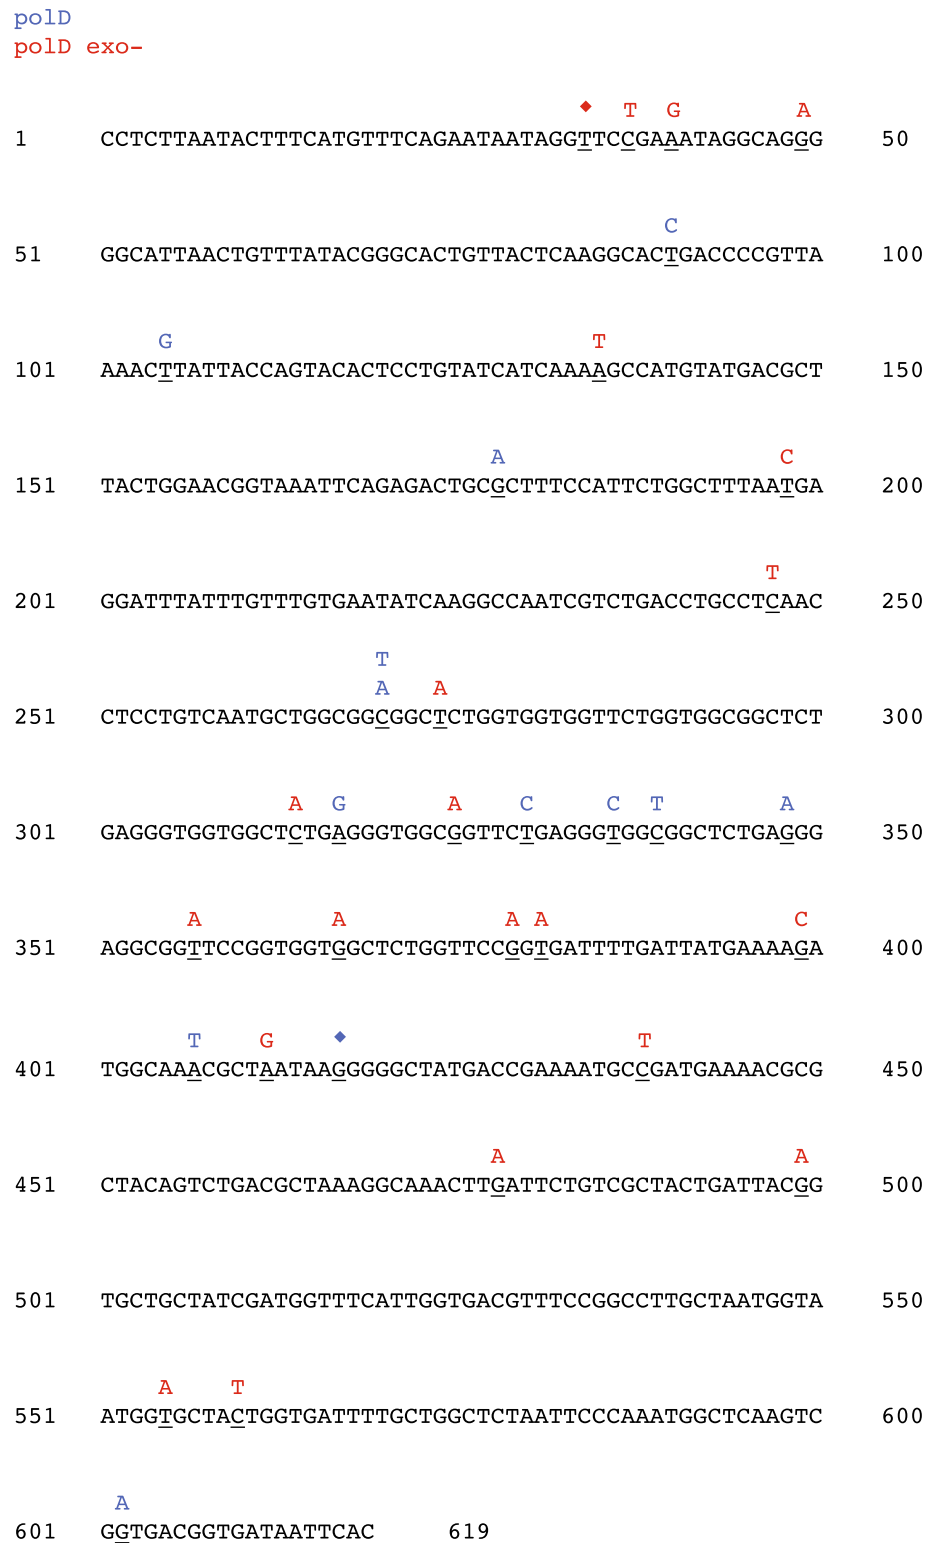 polD
polD exo-
◆ T G A
1 CCTCTTAATACTTTCATGTTTCAGAATAATAGGTTCCGAAATAGGCAGGG 50
C
51 GGCATTAACTGTTTATACGGGCACTGTTACTCAAGGCACTGACCCCGTTA 100
G T
101 AAACTTATTACCAGTACACTCCTGTATCATCAAAAGCCATGTATGACGCT 150
A C
151 TACTGGAACGGTAAATTCAGAGACTGCGCTTTCCATTCTGGCTTTAATGA 200
T
201 GGATTTATTTGTTTGTGAATATCAAGGCCAATCGTCTGACCTGCCTCAAC 250
T
A A
251 CTCCTGTCAATGCTGGCGGCGGCTCTGGTGGTGGTTCTGGTGGCGGCTCT 300
A G A C C T A
301 GAGGGTGGTGGCTCTGAGGGTGGCGGTTCTGAGGGTGGCGGCTCTGAGGG 350
A A A A C
351 AGGCGGTTCCGGTGGTGGCTCTGGTTCCGGTGATTTTGATTATGAAAAGA 400
T G ◆ T
401 TGGCAAACGCTAATAAGGGGGCTATGACCGAAAATGCCGATGAAAACGCG 450
A A
451 CTACAGTCTGACGCTAAAGGCAAACTTGATTCTGTCGCTACTGATTACGG 500
501 TGCTGCTATCGATGGTTTCATTGGTGACGTTTCCGGCCTTGCTAATGGTA 550
A T
551 ATGGTGCTACTGGTGATTTTGCTGGCTCTAATTCCCAAATGGCTCAAGTC 600
A
601 GGTGACGGTGATAATTCAC 619